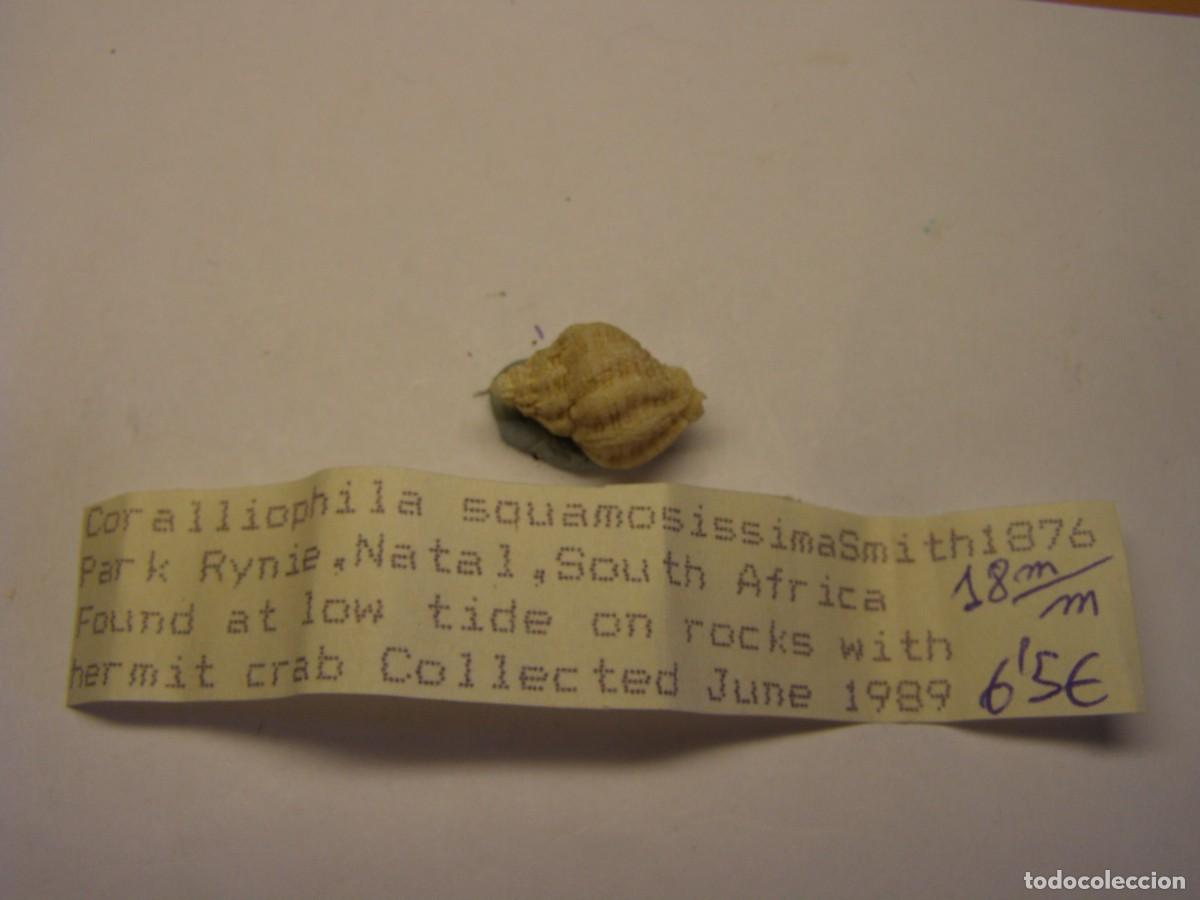 Coralliophila squamosissimaSmith1876
Park Rynie,Natal,South Africa
18 m/m
Found at low tide on rocks with
hermit crab Collected June 1989
6'5€
todocoleccion